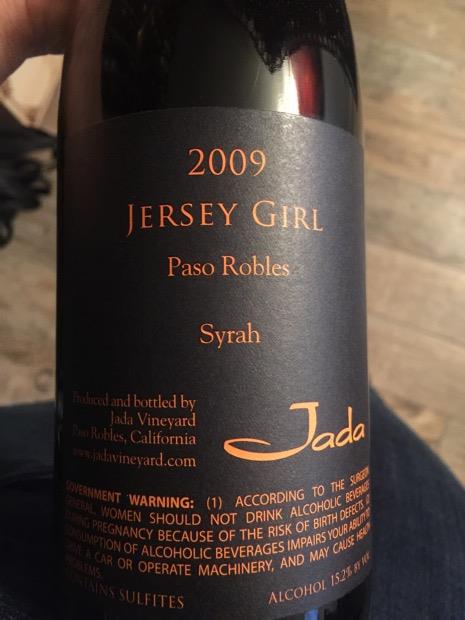 2009
JERSEY GIRL
Paso Robles
Syrah
Produced and bottled by
Jada Vineyard
Paso Robles, California
www.jadavineyard.com
Jada
GOVERNMENT WARNING: (1) ACCORDING TO THE SURGEON
GENERAL, WOMEN SHOULD NOT DRINK ALCOHOLIC BEVERAGES
DURING PREGNANCY BECAUSE OF THE RISK OF BIRTH DEFECTS.
CONSUMPTION OF ALCOHOLIC BEVERAGES IMPAIRS YOUR ABILITY TO
DRIVE A CAR OR OPERATE MACHINERY, AND MAY CAUSE HEALTH
PROBLEMS.
CONTAINS SULFITES
ALCOHOL 15.2% BY VOL